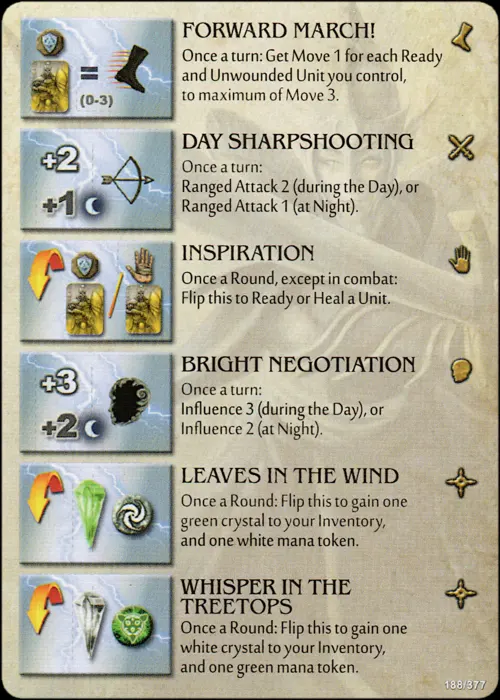 FORWARD MARCH!
Once a turn: Get Move 1 for each Ready
and Unwounded Unit you control,
to maximum of Move 3.
=
(0-3)
DAY SHARPSHOOTING
Once a turn:
Ranged Attack 2 (during the Day), or
Ranged Attack 1 (at Night).
+2
+1
INSPIRATION
Once a Round, except in combat:
Flip this to Ready or Heal a Unit.
/
BRIGHT NEGOTIATION
Once a turn:
Influence 3 (during the Day), or
Influence 2 (at Night).
+3
+2
LEAVES IN THE WIND
Once a Round: Flip this to gain one
green crystal to your Inventory,
and one white mana token.
WHISPER IN THE
TREETOPS
Once a Round: Flip this to gain one
white crystal to your Inventory,
and one green mana token.
188/377